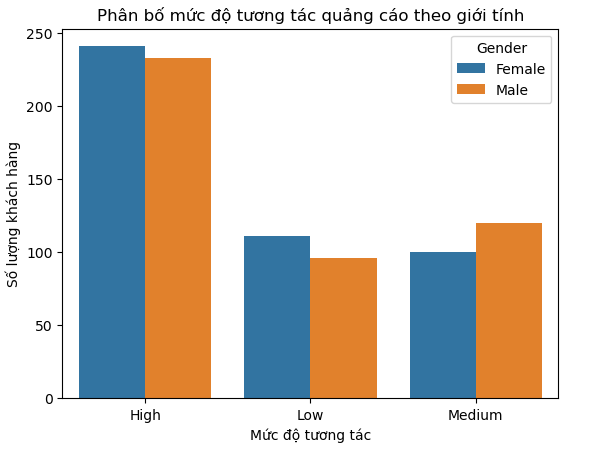 Phân bố mức độ tương tác quảng cáo theo giới tính
250
200
150
100
50
0
Số lượng khách hàng
Gender
Female
Male
High
Low
Medium
Mức độ tương tác